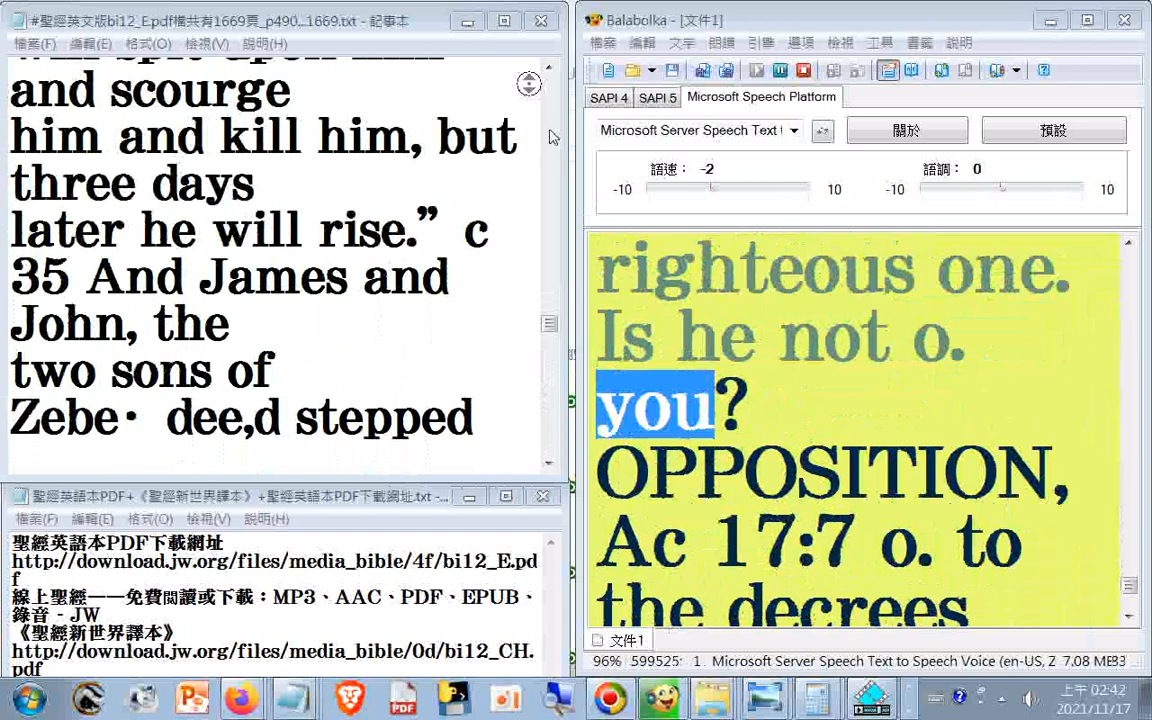 #聖經英文版bi12_E.pdf檔共有1669頁_p490...1669.txt - 記事本
檔案(F) 編輯(E) 格式(O) 檢視(V) 說明(H)
and scourge
him and kill him, but
three days
later he will rise.” c
35 And James and
John, the
two sons of
Zebe· dee,d stepped
聖經英語本PDF+《聖經新世界譯本》+聖經英語本PDF下載網址.txt -...
檔案(F) 編輯(E) 格式(O) 檢視(V) 說明(H)
聖經英語本PDF下載網址
http://download.jw.org/files/media_bible/4f/bi12_E.pd
f
線上聖經——免費閱讀或下載：MP3、AAC、PDF、EPUB、
錄音 - JW
《聖經新世界譯本》
http://download.jw.org/files/media_bible/0d/bi12_CH.
pdf
Balabolka - [文件1]
檔案 編輯 文字 朗讀 引擎 選項 檢視 工具 書籤 說明
SAPI 4 SAPI 5 Microsoft Speech Platform
Microsoft Server Speech Text 關於 預設
語速： -2 語調： 0
-10 10 -10 10
righteous one.
Is he not o.
you?
OPPOSITION,
Ac 17:7 o. to
the decrees
文件1
96% 599525: 1 Microsoft Server Speech Text to Speech Voice (en-US, Z 7.08 MB
上午 02:42
2021/11/17